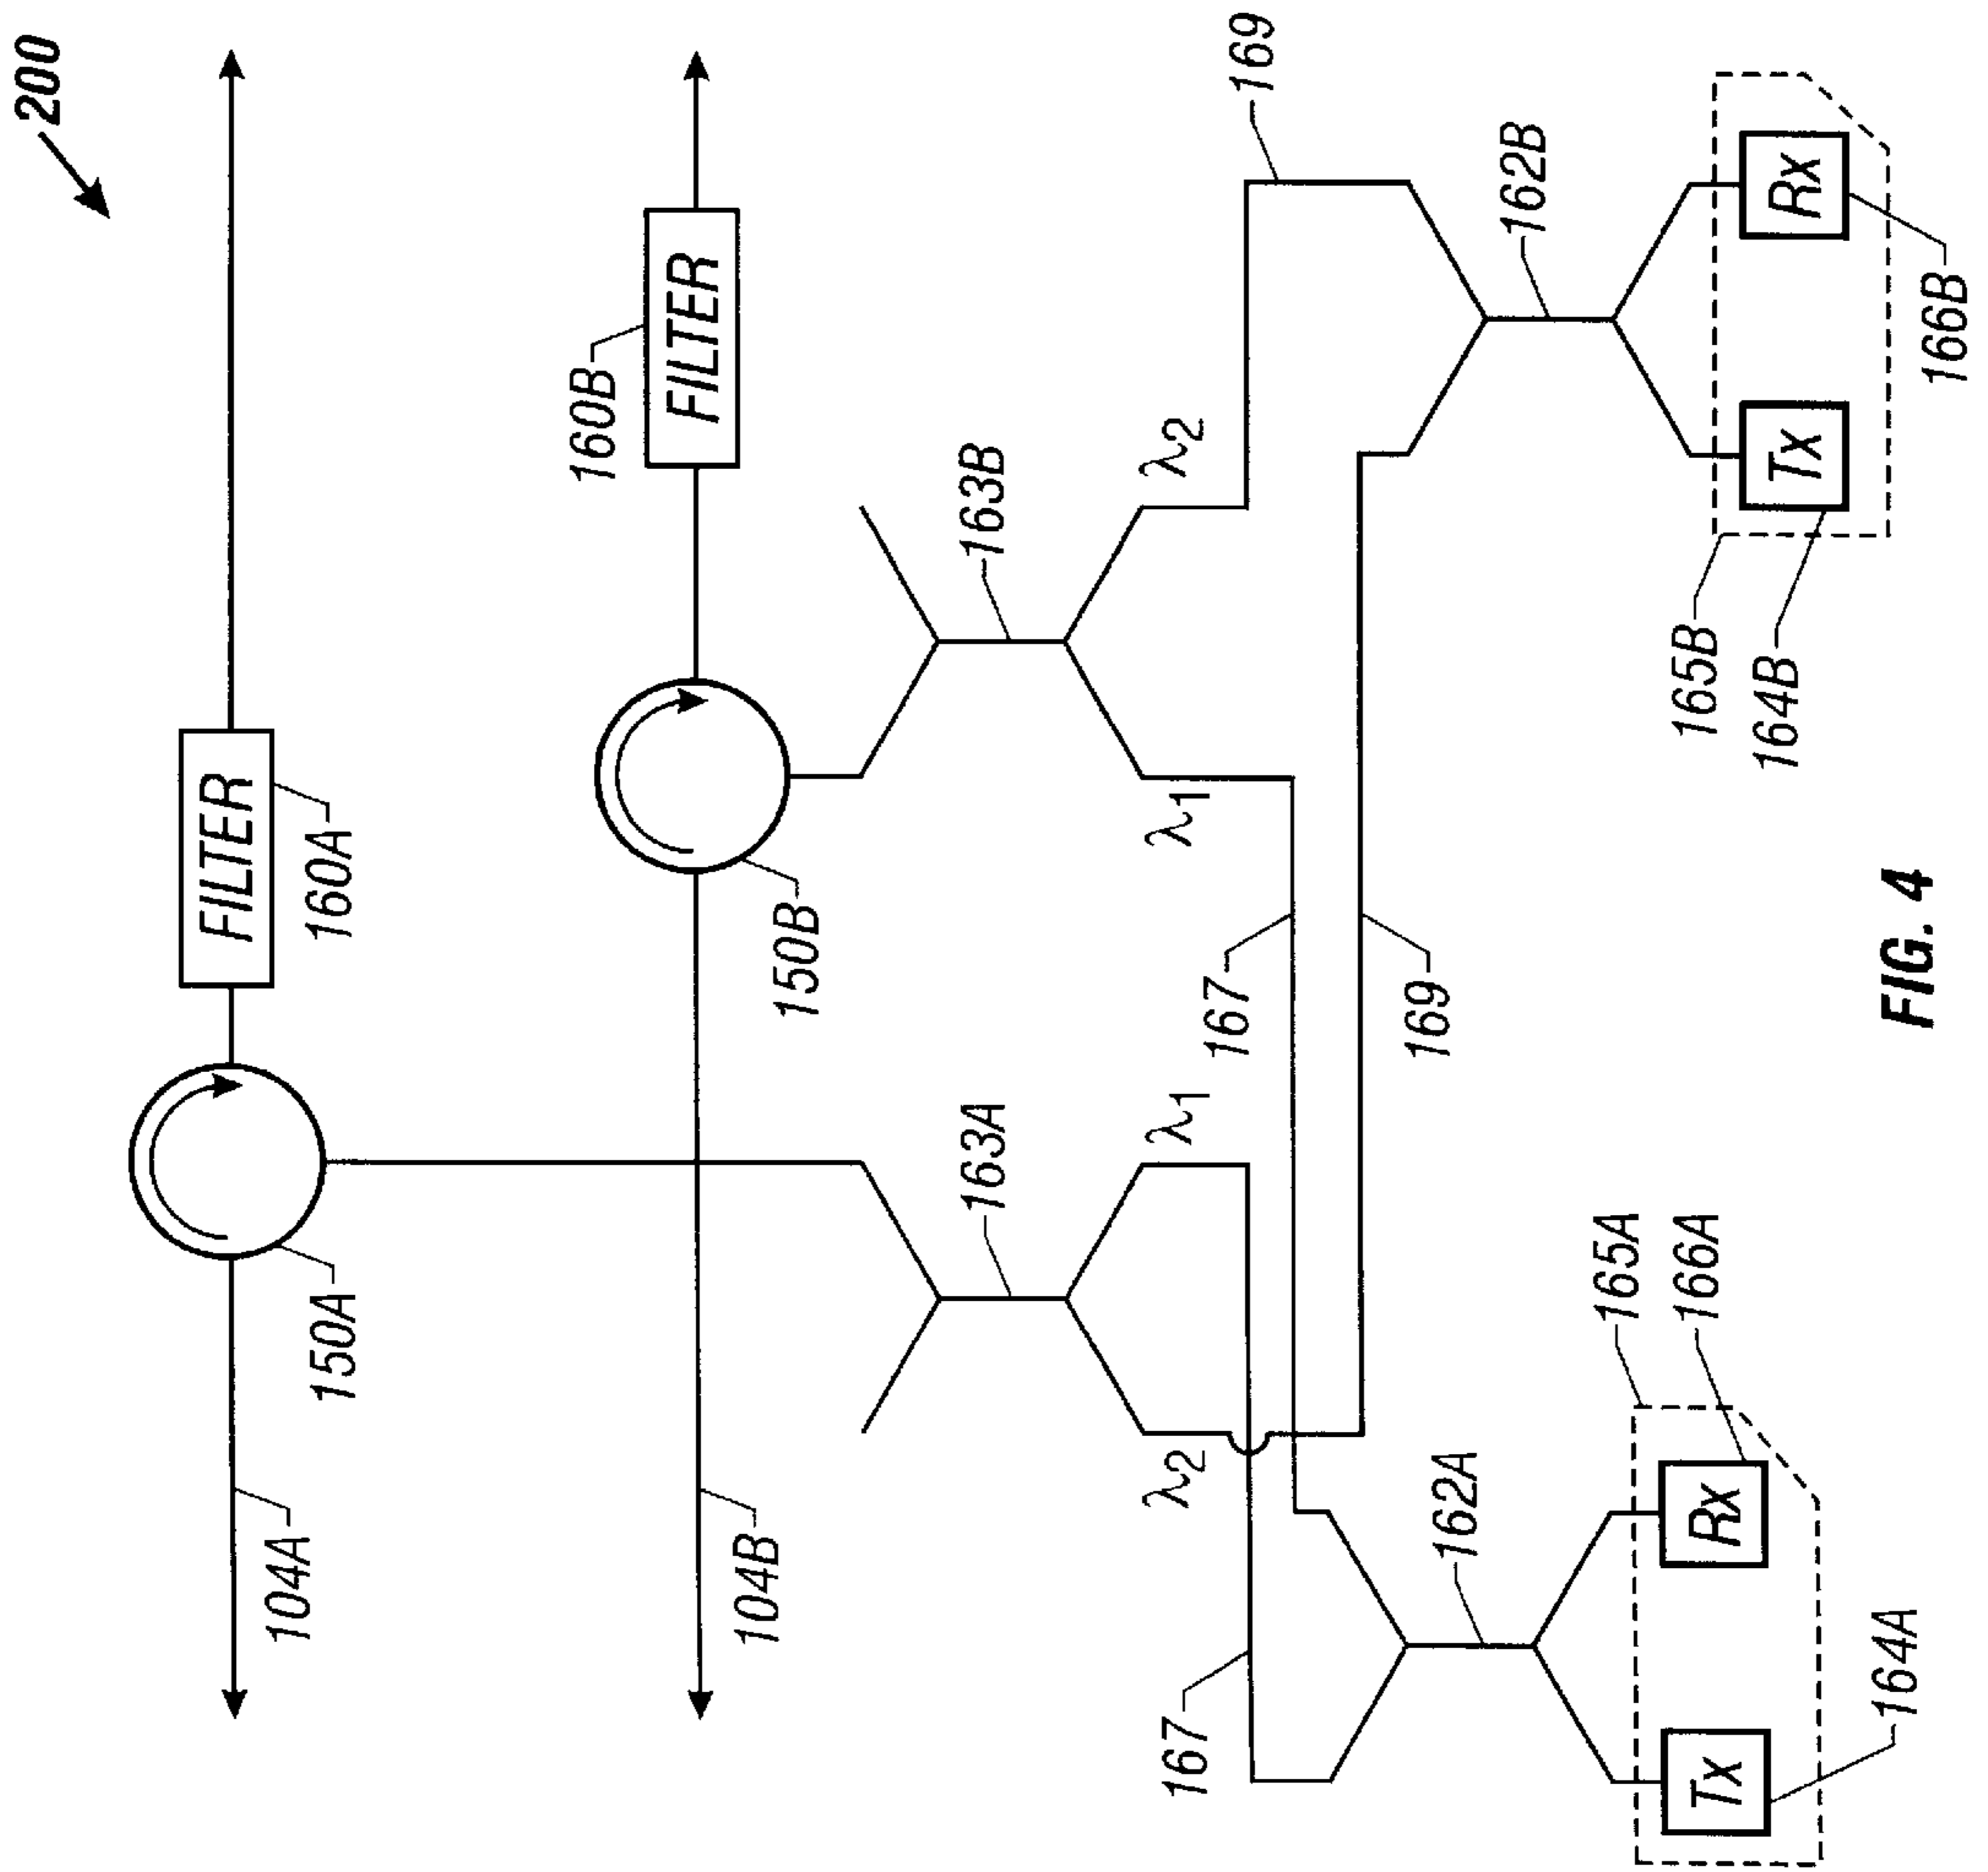 200
FILTER
160A
150A
104A
FILTER
160B
150B
104B
163B
163A
λ2
λ1
λ1
λ2
169
167
169
167
162B
162A
Rx
Tx
166B
165B
164B
Rx
Tx
165A
166A
164A
FIG. 4